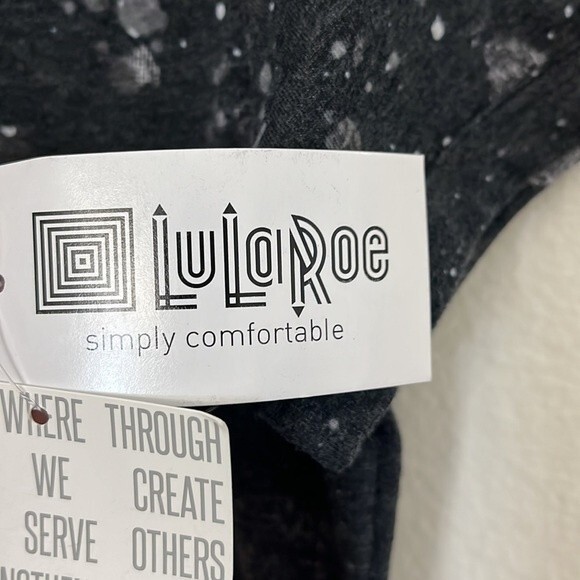 LuLaRoe
simply comfortable
WHERE THROUGH
WE CREATE
SERVE OTHERS